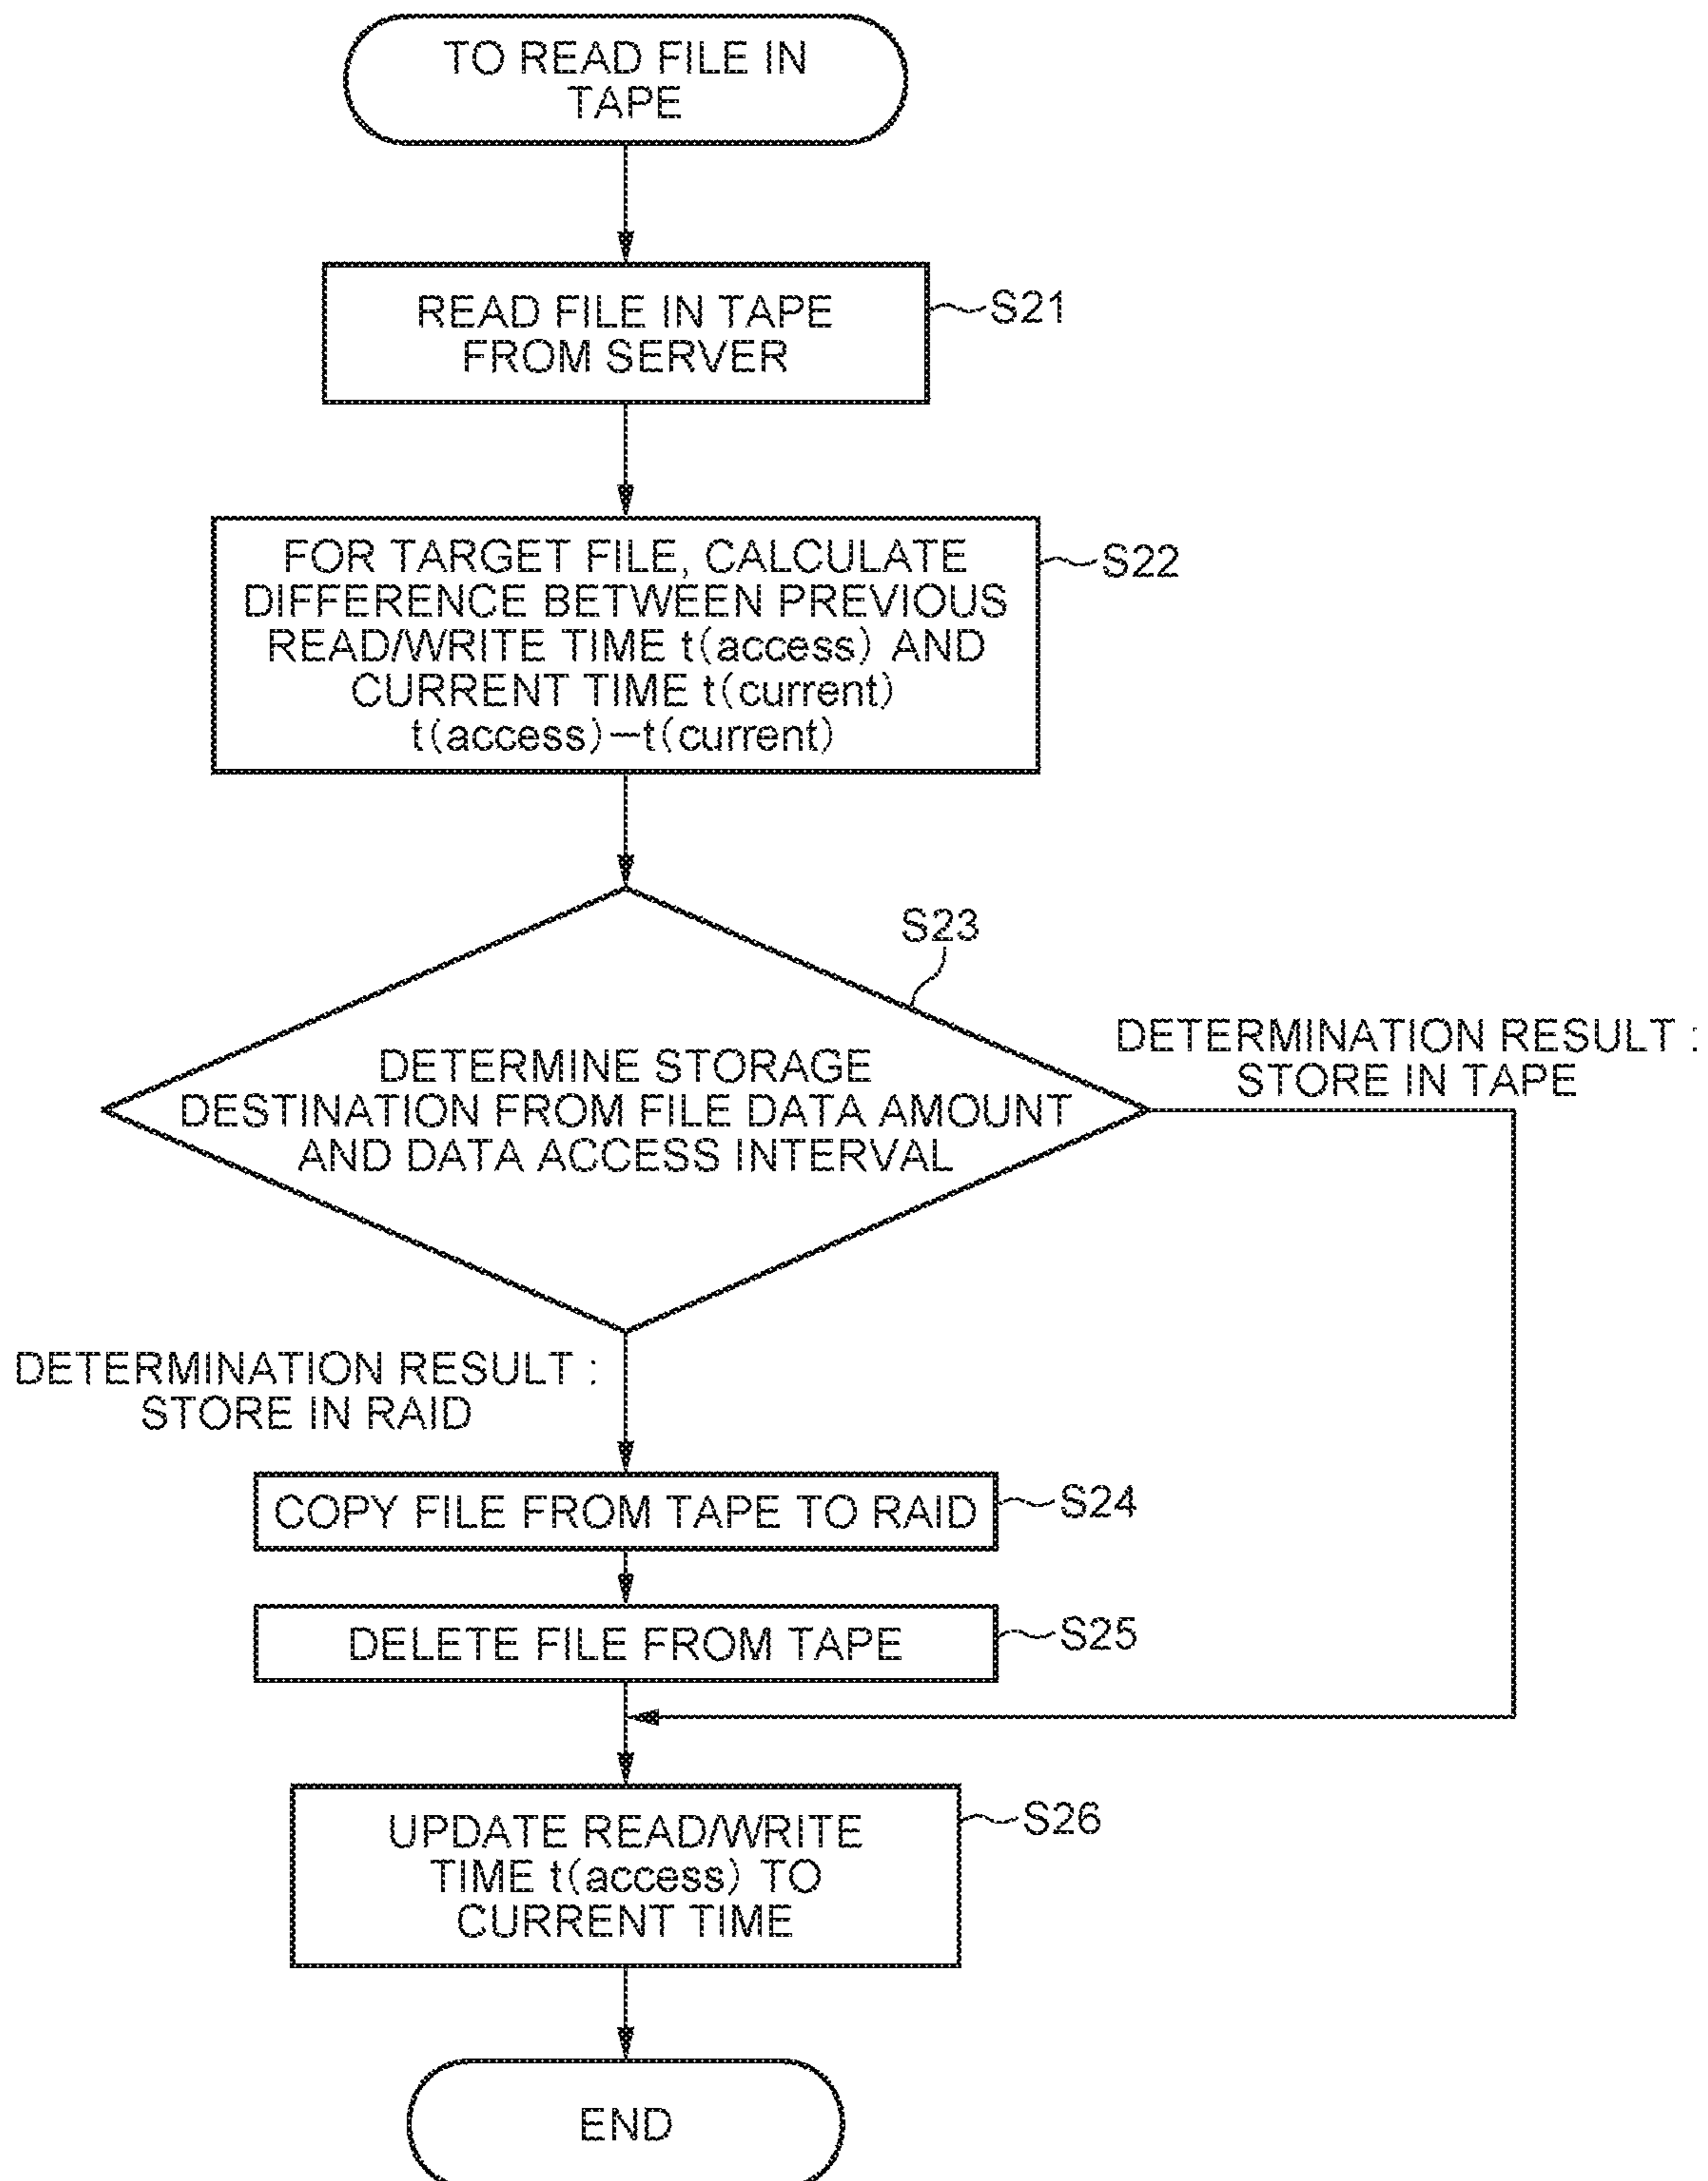 TO READ FILE IN
TAPE
READ FILE IN TAPE
FROM SERVER
S21
FOR TARGET FILE, CALCULATE
DIFFERENCE BETWEEN PREVIOUS
READ/WRITE TIME t(access) AND
CURRENT TIME t(current)
t(access)−t(current)
S22
S23
DETERMINE STORAGE
DESTINATION FROM FILE DATA AMOUNT
AND DATA ACCESS INTERVAL
DETERMINATION RESULT :
STORE IN TAPE
DETERMINATION RESULT :
STORE IN RAID
COPY FILE FROM TAPE TO RAID
S24
DELETE FILE FROM TAPE
S25
UPDATE READ/WRITE
TIME t(access) TO
CURRENT TIME
S26
END